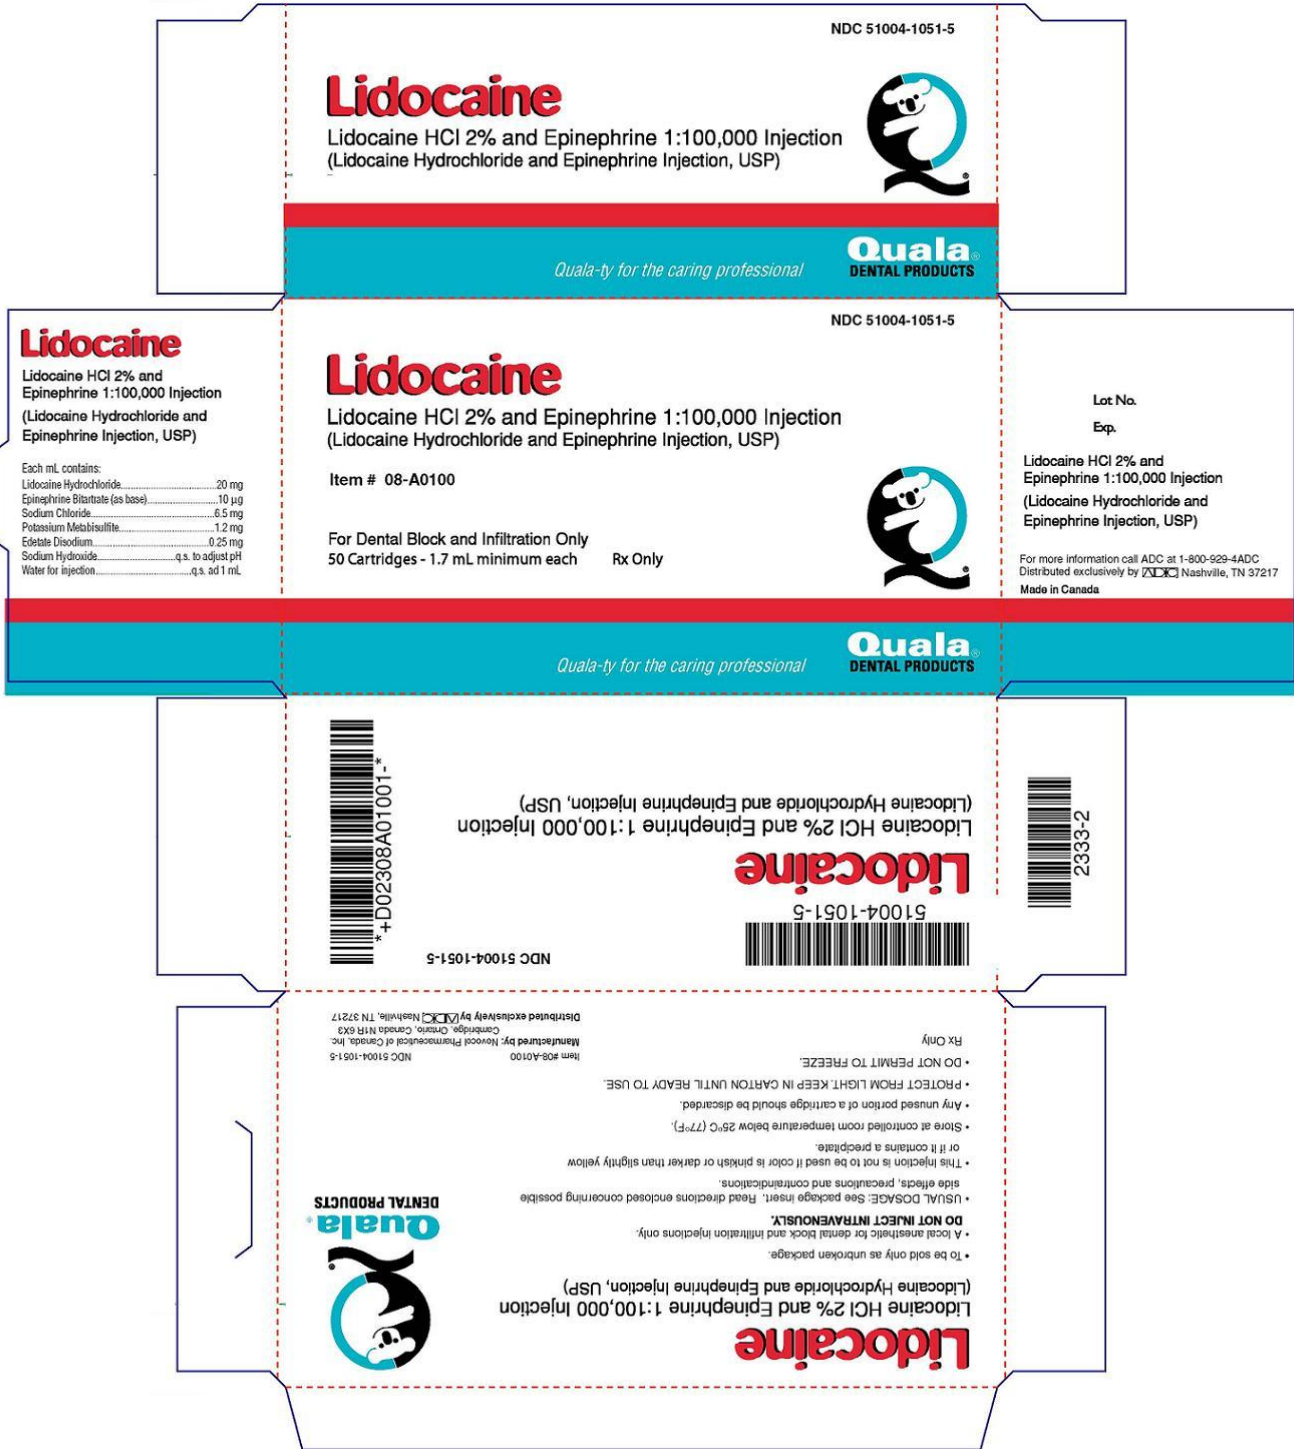 NDC 51004-1051-5
Lidocaine
Lidocaine HCl 2% and Epinephrine 1:100,000 Injection
(Lidocaine Hydrochloride and Epinephrine Injection, USP)
®
Quala®
DENTAL PRODUCTS
Quala-ty for the caring professional
Lidocaine
Lidocaine HCl 2% and
Epinephrine 1:100,000 Injection
(Lidocaine Hydrochloride and
Epinephrine Injection, USP)
Each mL contains:
Lidocaine Hydrochloride..........20 mg
Epinephrine Bitartrate (as base)..........10 µg
Sodium Chloride..........6.5 mg
Potassium Metabisulfite..........1.2 mg
Edetate Disodium..........0.25 mg
Sodium Hydroxide..........q.s. to adjust pH
Water for injection..........q.s. ad 1 mL
NDC 51004-1051-5
Lidocaine
Lidocaine HCl 2% and Epinephrine 1:100,000 Injection
(Lidocaine Hydrochloride and Epinephrine Injection, USP)
Item # 08-A0100
For Dental Block and Infiltration Only
50 Cartridges - 1.7 mL minimum each Rx Only
®
Quala®
DENTAL PRODUCTS
Quala-ty for the caring professional
Lot No.
Exp.
Lidocaine HCl 2% and
Epinephrine 1:100,000 Injection
(Lidocaine Hydrochloride and
Epinephrine Injection, USP)
For more information call ADC at 1-800-929-4ADC
Distributed exclusively by ADC Nashville, TN 37217
Made in Canada
*+D02308A01001-*
NDC 51004-1051-5
51004-1051-5
Lidocaine
Lidocaine HCl 2% and Epinephrine 1:100,000 Injection
(Lidocaine Hydrochloride and Epinephrine Injection, USP)
2333-2
Lidocaine
Lidocaine HCl 2% and Epinephrine 1:100,000 Injection
(Lidocaine Hydrochloride and Epinephrine Injection, USP)
• To be sold only as unbroken package.
• A local anesthetic for dental block and infiltration injections only.
DO NOT INJECT INTRAVENOUSLY.
• USUAL DOSAGE: See package insert. Read directions enclosed concerning possible
side effects, precautions and contraindications.
• This injection is not to be used if color is pinkish or darker than slightly yellow
or if it contains a precipitate.
• Store at controlled room temperature below 25°C (77°F).
• Any unused portion of a cartridge should be discarded.
• PROTECT FROM LIGHT. KEEP IN CARTON UNTIL READY TO USE.
• DO NOT PERMIT TO FREEZE.
Rx Only
®
Quala®
DENTAL PRODUCTS
Item #08-A0100 NDC 51004-1051-5
Manufactured by: Novocol Pharmaceutical of Canada, Inc.
Cambridge, Ontario, Canada N1R 6X3
Distributed exclusively by ADC Nashville, TN 37217